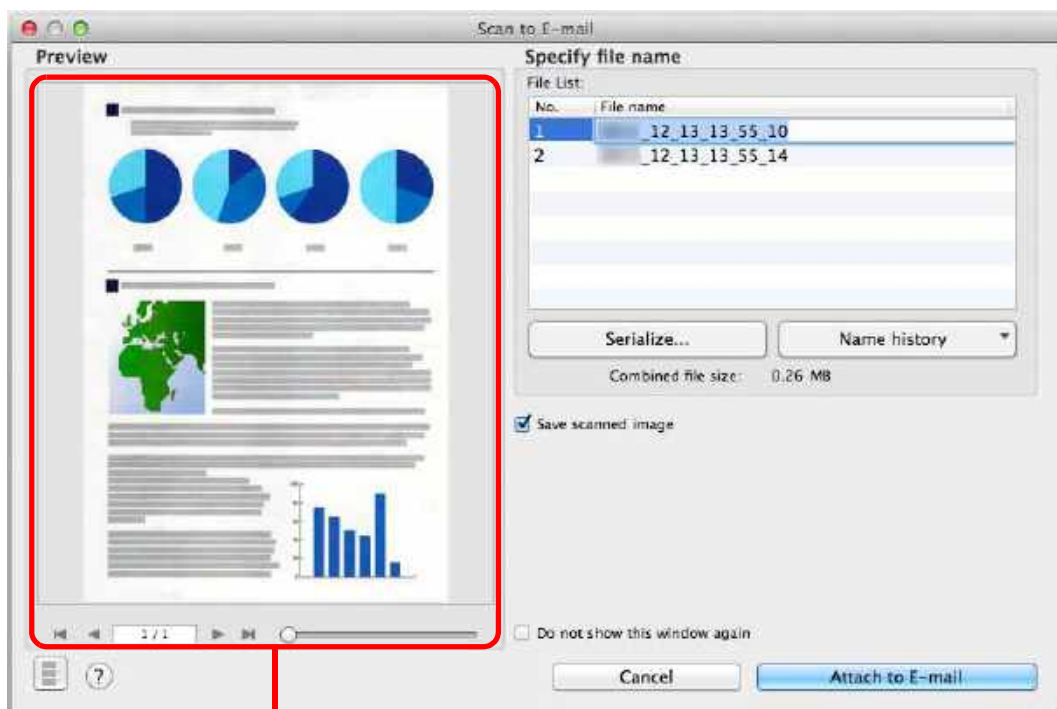 Scan to E-mail
Preview
Specify file name
File List:
No. File name
1 _12_13_13_55_10
2 _12_13_13_55_14
Serialize...
Name history
Combined file size: 0.26 MB
Save scanned image
1/1
Do not show this window again
?
Cancel
Attach to E-mail